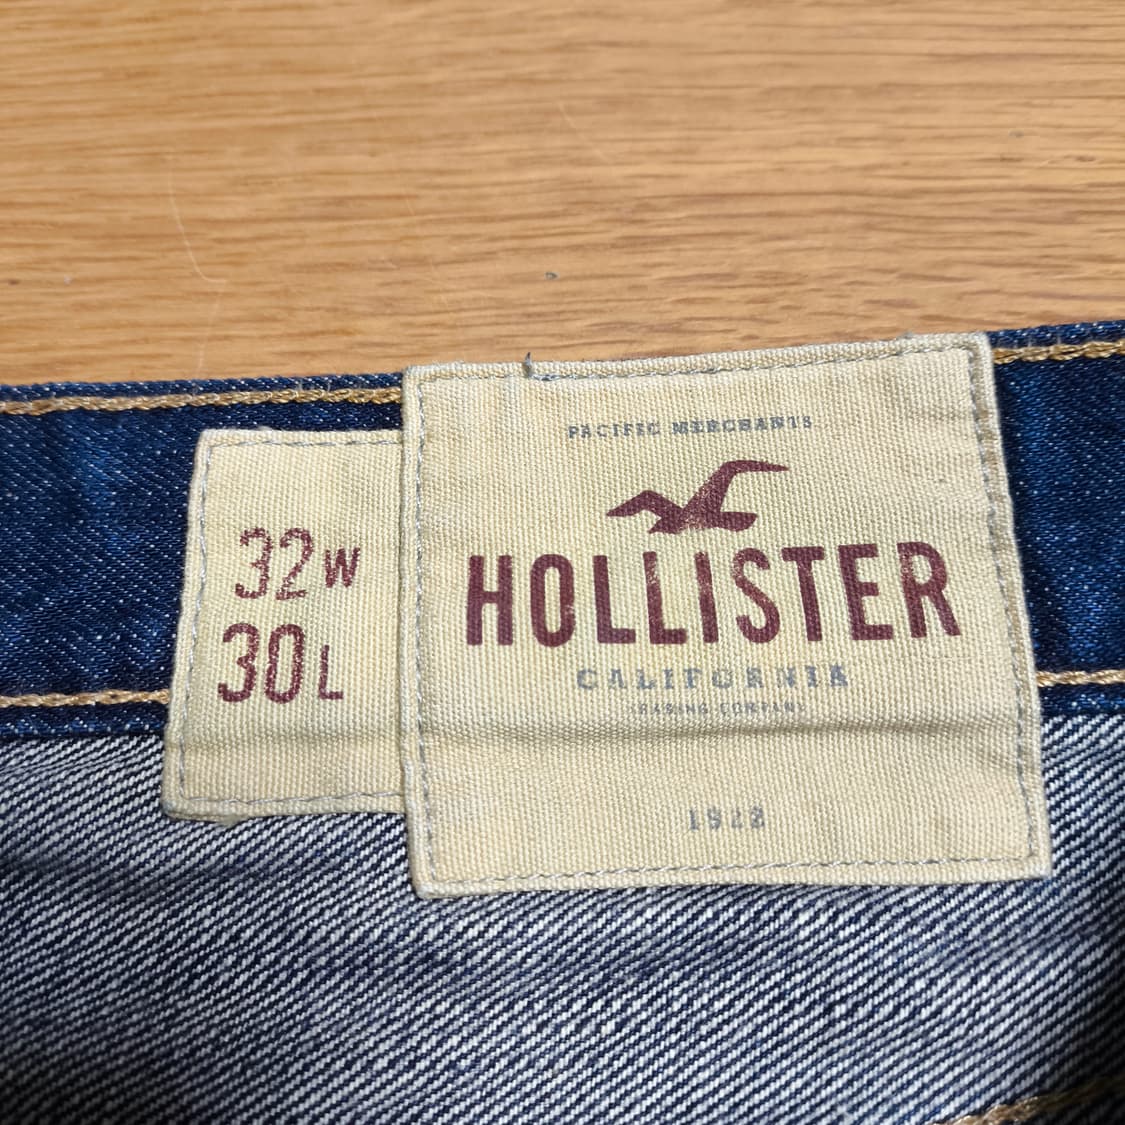 32W
30L
PACIFIC MERCHANTS
HOLLISTER
CALIFORNIA
TRADING COMPANY
1922